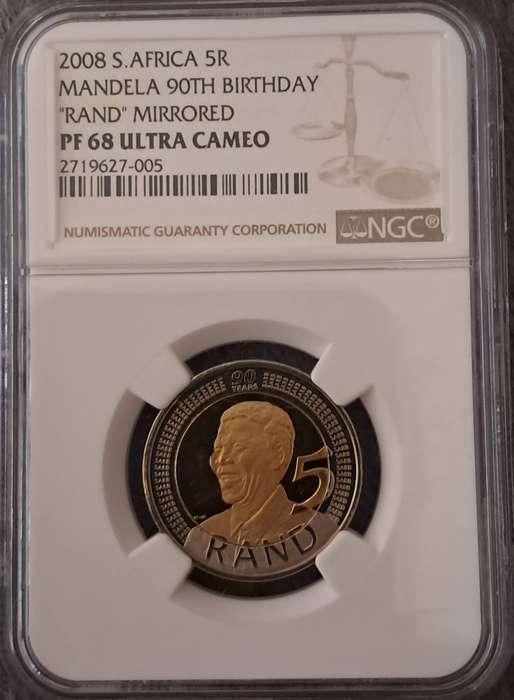 2008 S.AFRICA 5R
MANDELA 90TH BIRTHDAY
"RAND" MIRRORED
PF 68 ULTRA CAMEO
2719627-005
NUMISMATIC GUARANTY CORPORATION NGC®
90
YEARS
5
RAND